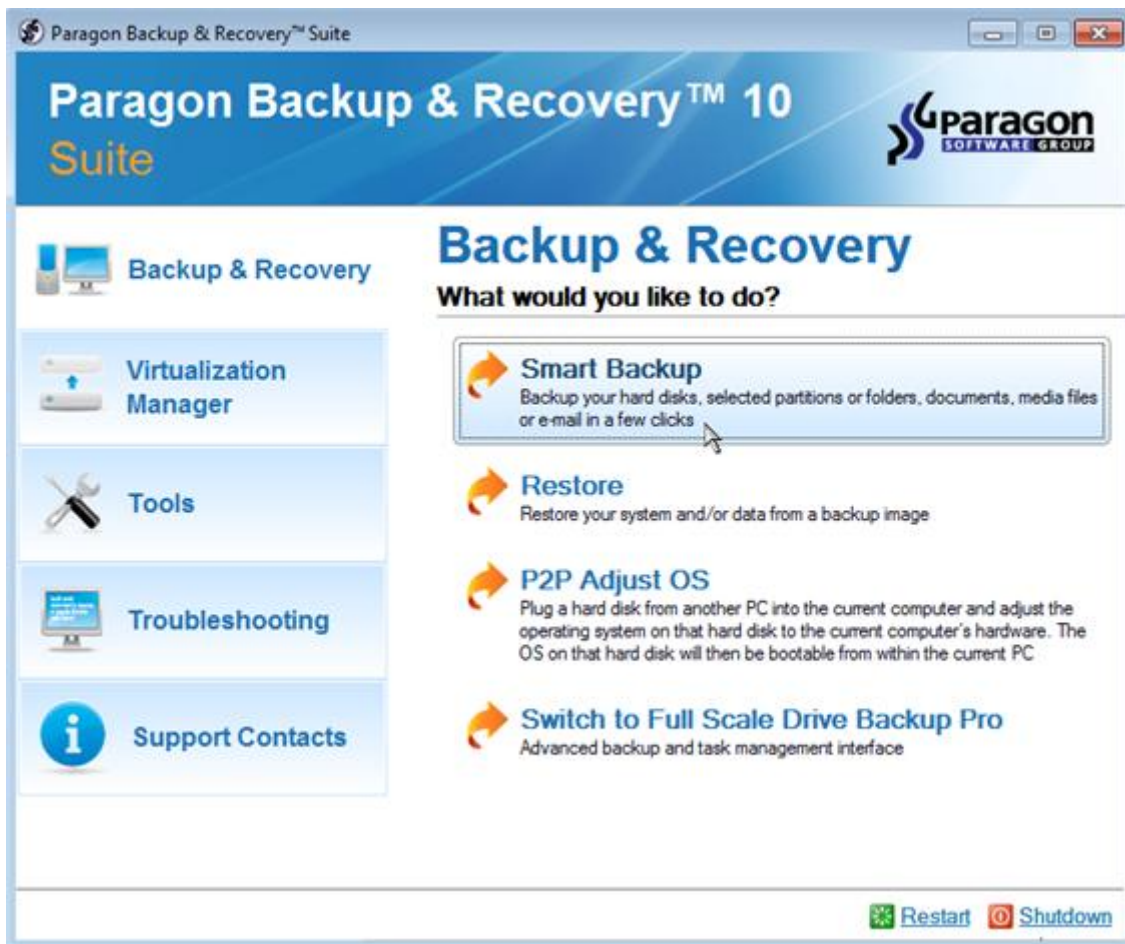 Paragon Backup & Recovery™ Suite
Paragon Backup & Recovery™ 10
Suite
Paragon
SOFTWARE GROUP
Backup & Recovery
Virtualization
Manager
Tools
Troubleshooting
Support Contacts
Backup & Recovery
What would you like to do?
Smart Backup
Backup your hard disks, selected partitions or folders, documents, media files
or e-mail in a few clicks
Restore
Restore your system and/or data from a backup image
P2P Adjust OS
Plug a hard disk from another PC into the current computer and adjust the
operating system on that hard disk to the current computer's hardware. The
OS on that hard disk will then be bootable from within the current PC
Switch to Full Scale Drive Backup Pro
Advanced backup and task management interface
Restart
Shutdown